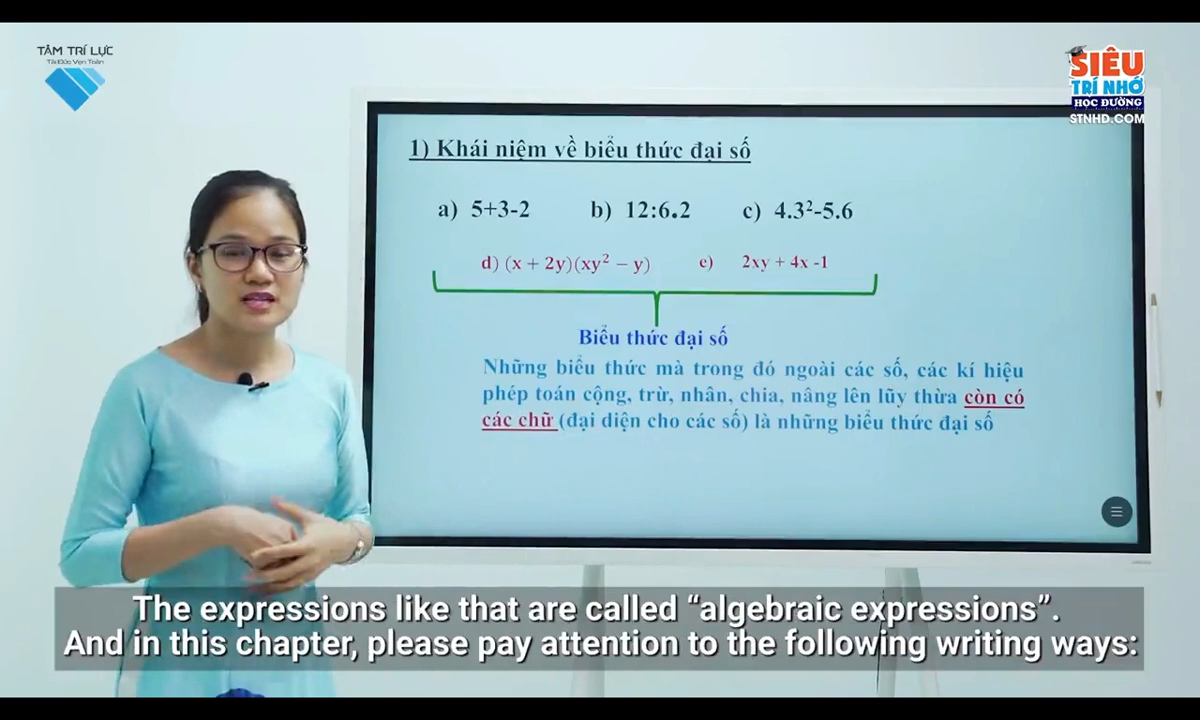 TÂM TRÍ LỰC
Tài Đức Vẹn Toàn
SIÊU
TRÍ NHỚ
HỌC ĐƯỜNG
STNHD.COM
1) Khái niệm về biểu thức đại số
a) 5+3-2 b) 12:6.2 c) 4.3²-5.6
d) (x + 2y)(xy² − y) e) 2xy + 4x -1
Biểu thức đại số
Những biểu thức mà trong đó ngoài các số, các kí hiệu
phép toán cộng, trừ, nhân, chia, nâng lên lũy thừa còn có
các chữ (đại diện cho các số) là những biểu thức đại số
The expressions like that are called “algebraic expressions”.
And in this chapter, please pay attention to the following writing ways: